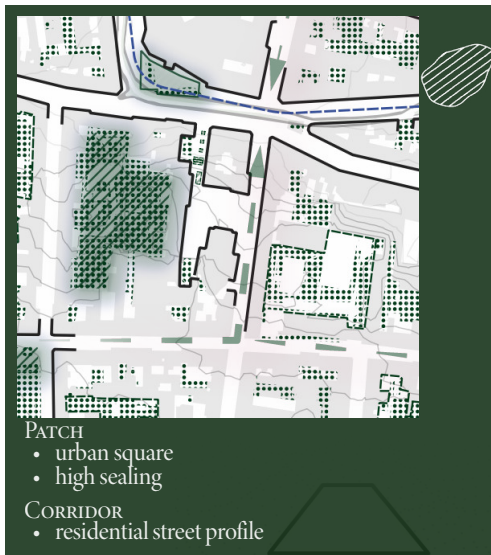 PATCH
• urban square
• high sealing
CORRIDOR
• residential street profile